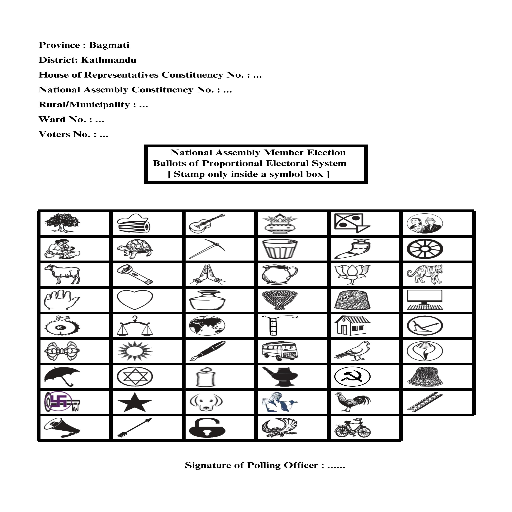 Province : Bagmati
District: Kathmandu
House of Representatives Constituency No. : ...
National Assembly Constituency No. : ...
Rural/Municipality : ...
Ward No. : ...
Voters No. : ...
National Assembly Member Election
Ballots of Proportional Electoral System
[ Stamp only inside a symbol box ]
Signature of Polling Officer : ......